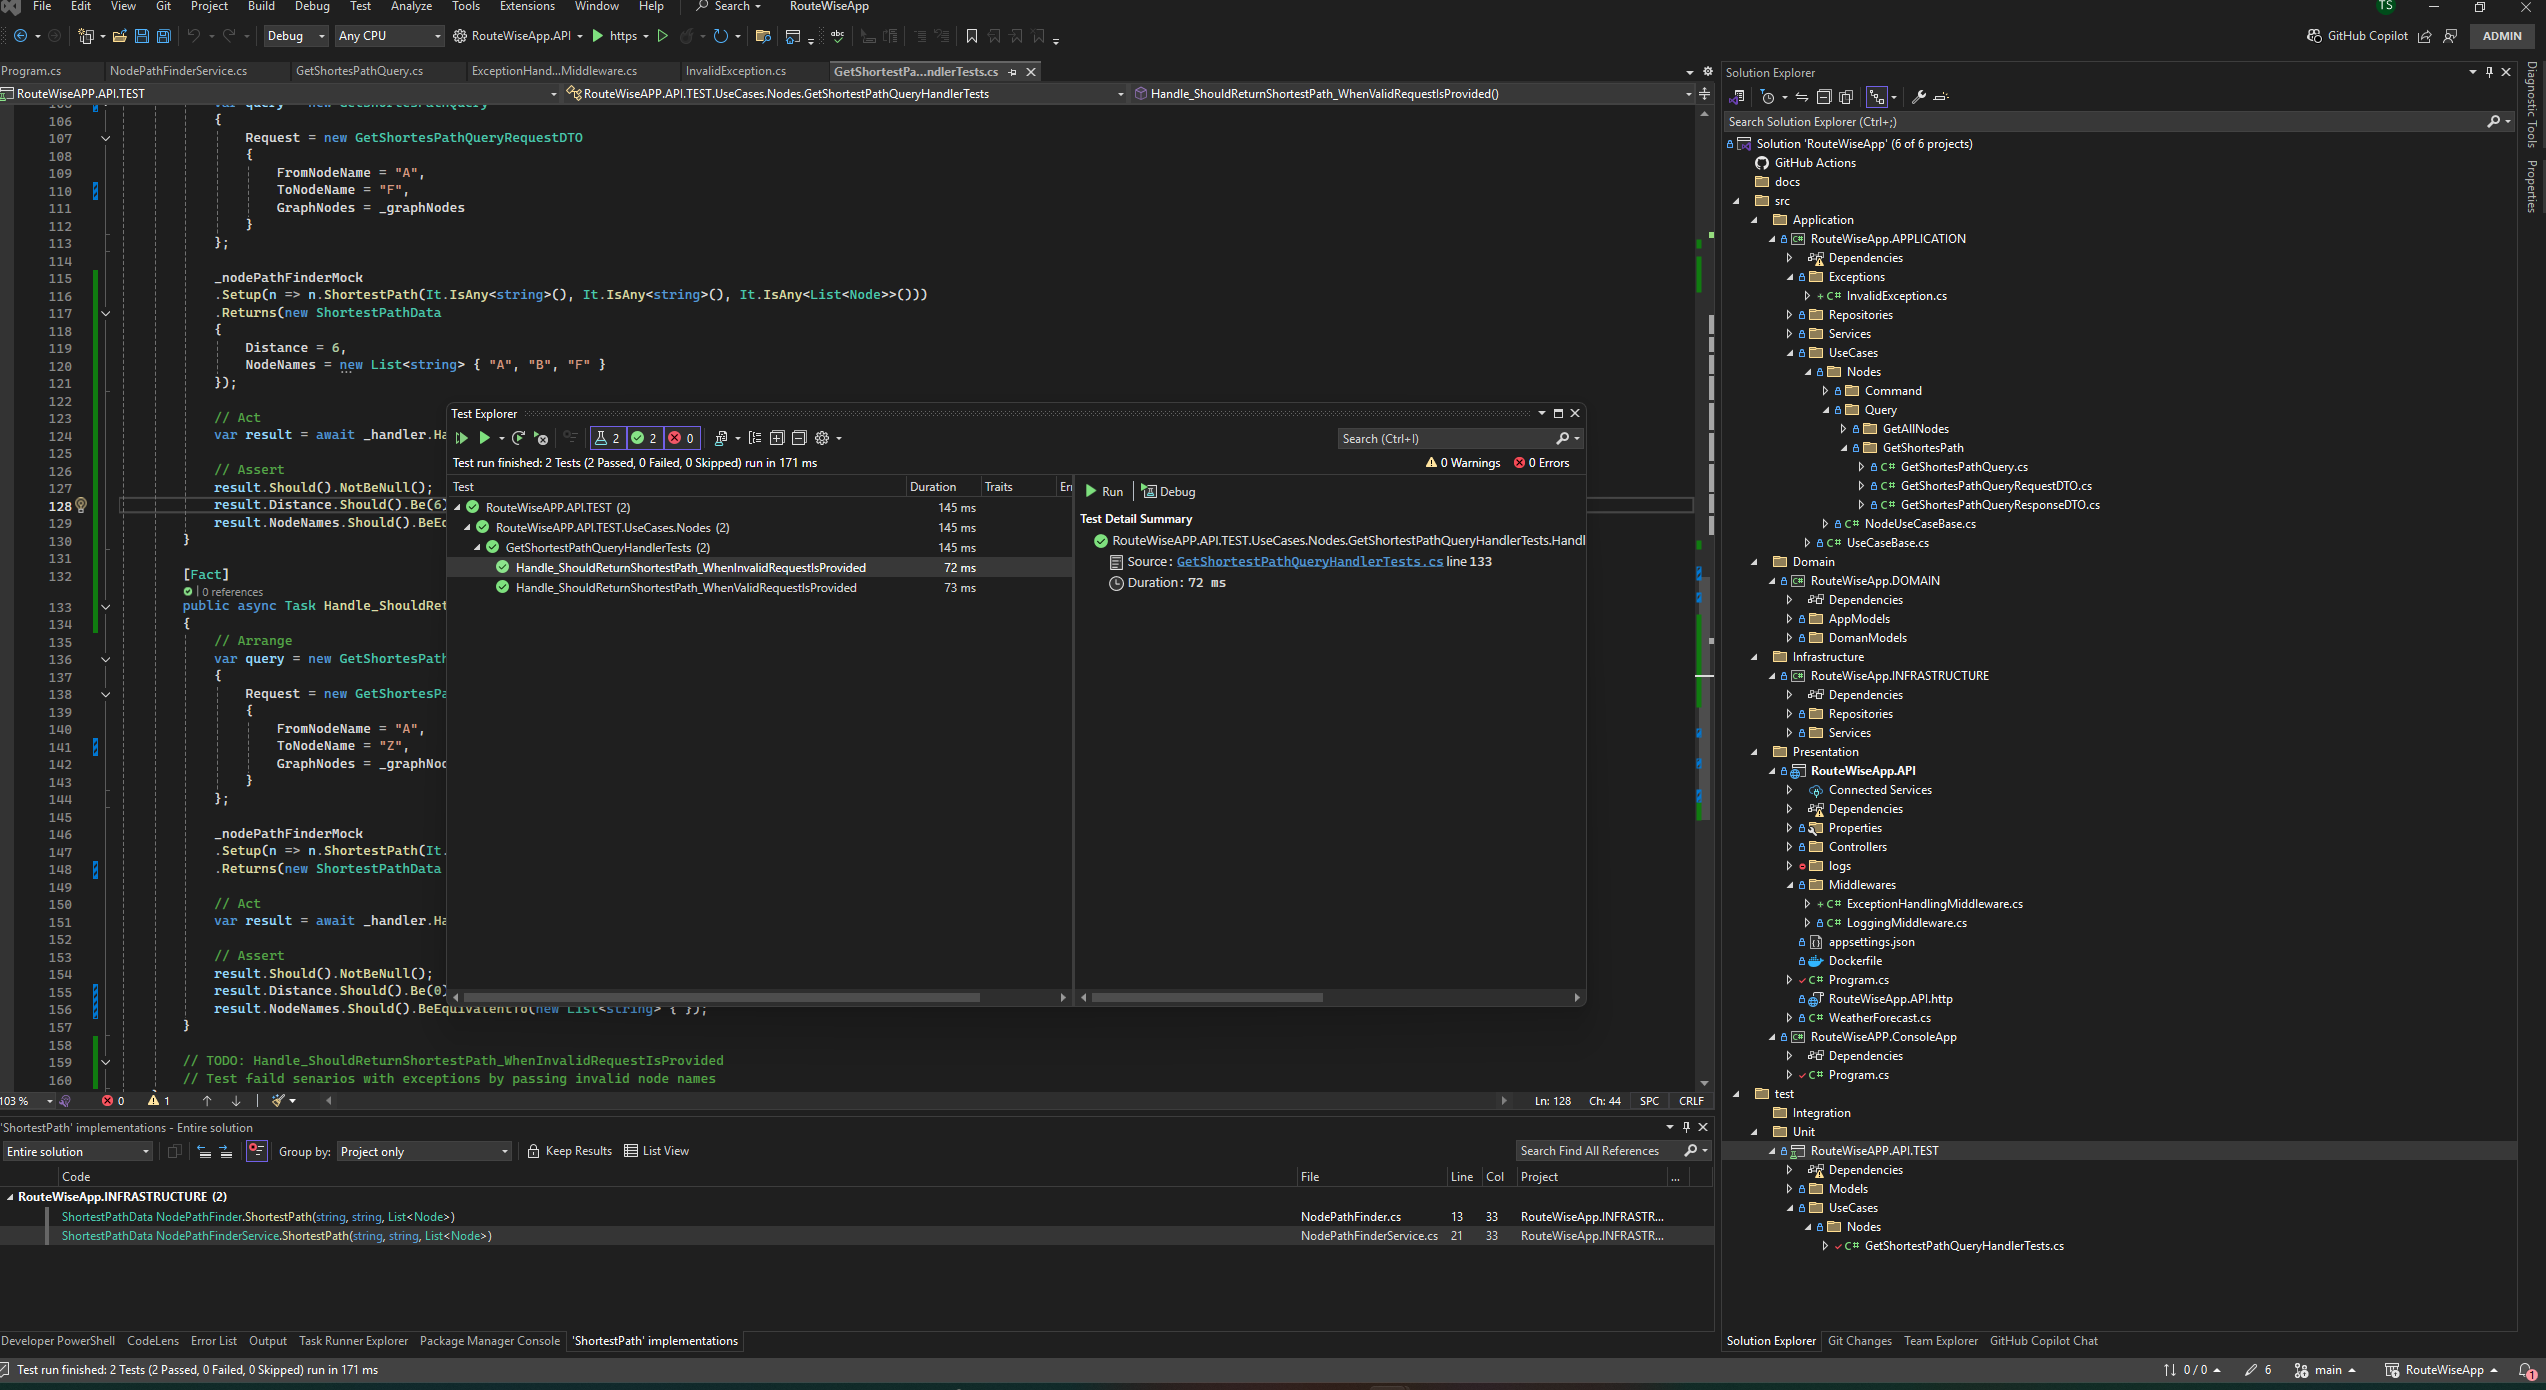 File Edit View Git Project Build Debug Test Analyze Tools Extensions Window Help Search RouteWiseApp TS
Debug Any CPU RouteWiseApp.API https GitHub Copilot ADMIN
Program.cs NodePathFinderService.cs GetShortesPathQuery.cs ExceptionHand...Middleware.cs InvalidException.cs GetShortestPa...ndlerTests.cs
RouteWiseAPP.API.TEST RouteWiseAPP.API.TEST.UseCases.Nodes.GetShortestPathQueryHandlerTests Handle_ShouldReturnShortestPath_WhenValidRequestIsProvided()
105 var query = new GetShortesPathQuery
106 {
107 Request = new GetShortesPathQueryRequestDTO
108 {
109 FromNodeName = "A",
110 ToNodeName = "F",
111 GraphNodes = _graphNodes
112 }
113 };
114
115 _nodePathFinderMock
116 .Setup(n => n.ShortestPath(It.IsAny<string>(), It.IsAny<string>(), It.IsAny<List<Node>>()))
117 .Returns(new ShortestPathData
118 {
119 Distance = 6,
120 NodeNames = new List<string> { "A", "B", "F" }
121 });
122
123 // Act
124 var result = await _handler.Ha
125
126 // Assert
127 result.Should().NotBeNull();
128 result.Distance.Should().Be(6)
129 result.NodeNames.Should().BeEq
130 }
131
132 [Fact]
0 references
133 public async Task Handle_ShouldRet
134 {
135 // Arrange
136 var query = new GetShortesPath
137 {
138 Request = new GetShortesPa
139 {
140 FromNodeName = "A",
141 ToNodeName = "Z",
142 GraphNodes = _graphNod
143 }
144 };
145
146 _nodePathFinderMock
147 .Setup(n => n.ShortestPath(It.
148 .Returns(new ShortestPathData
149
150 // Act
151 var result = await _handler.Ha
152
153 // Assert
154 result.Should().NotBeNull();
155 result.Distance.Should().Be(0)
156 result.NodeNames.Should().BeEquivalentTo(new List<string> { });
157 }
158
159 // TODO: Handle_ShouldReturnShortestPath_WhenInvalidRequestIsProvided
160 // Test faild senarios with exceptions by passing invalid node names
103 % 0 1 Ln: 128 Ch: 44 SPC CRLF
Test Explorer
2 2 0 Search (Ctrl+I)
Test run finished: 2 Tests (2 Passed, 0 Failed, 0 Skipped) run in 171 ms 0 Warnings 0 Errors
Test Duration Traits Er
RouteWiseAPP.API.TEST (2) 145 ms
RouteWiseAPP.API.TEST.UseCases.Nodes (2) 145 ms
GetShortestPathQueryHandlerTests (2) 145 ms
Handle_ShouldReturnShortestPath_WhenInvalidRequestIsProvided 72 ms
Handle_ShouldReturnShortestPath_WhenValidRequestIsProvided 73 ms
Run Debug
Test Detail Summary
RouteWiseAPP.API.TEST.UseCases.Nodes.GetShortestPathQueryHandlerTests.Handl
Source: GetShortestPathQueryHandlerTests.cs line 133
Duration: 72 ms
'ShortestPath' implementations - Entire solution
Entire solution Group by: Project only Keep Results List View Search Find All References
Code File Line Col Project ...
RouteWiseApp.INFRASTRUCTURE (2)
ShortestPathData NodePathFinder.ShortestPath(string, string, List<Node>) NodePathFinder.cs 13 33 RouteWiseApp.INFRASTR...
ShortestPathData NodePathFinderService.ShortestPath(string, string, List<Node>) NodePathFinderService.cs 21 33 RouteWiseApp.INFRASTR...
Developer PowerShell CodeLens Error List Output Task Runner Explorer Package Manager Console 'ShortestPath' implementations
Solution Explorer
Search Solution Explorer (Ctrl+;)
Solution 'RouteWiseApp' (6 of 6 projects)
GitHub Actions
docs
src
Application
RouteWiseApp.APPLICATION
Dependencies
Exceptions
InvalidException.cs
Repositories
Services
UseCases
Nodes
Command
Query
GetAllNodes
GetShortesPath
GetShortesPathQuery.cs
GetShortesPathQueryRequestDTO.cs
GetShortesPathQueryResponseDTO.cs
NodeUseCaseBase.cs
UseCaseBase.cs
Domain
RouteWiseApp.DOMAIN
Dependencies
AppModels
DomanModels
Infrastructure
RouteWiseApp.INFRASTRUCTURE
Dependencies
Repositories
Services
Presentation
RouteWiseApp.API
Connected Services
Dependencies
Properties
Controllers
logs
Middlewares
ExceptionHandlingMiddleware.cs
LoggingMiddleware.cs
appsettings.json
Dockerfile
Program.cs
RouteWiseApp.API.http
WeatherForecast.cs
RouteWiseAPP.ConsoleApp
Dependencies
Program.cs
test
Integration
Unit
RouteWiseAPP.API.TEST
Dependencies
Models
UseCases
Nodes
GetShortestPathQueryHandlerTests.cs
Solution Explorer Git Changes Team Explorer GitHub Copilot Chat
Diagnostic Tools
Properties
Test run finished: 2 Tests (2 Passed, 0 Failed, 0 Skipped) run in 171 ms 0 / 0 6 main RouteWiseApp 1